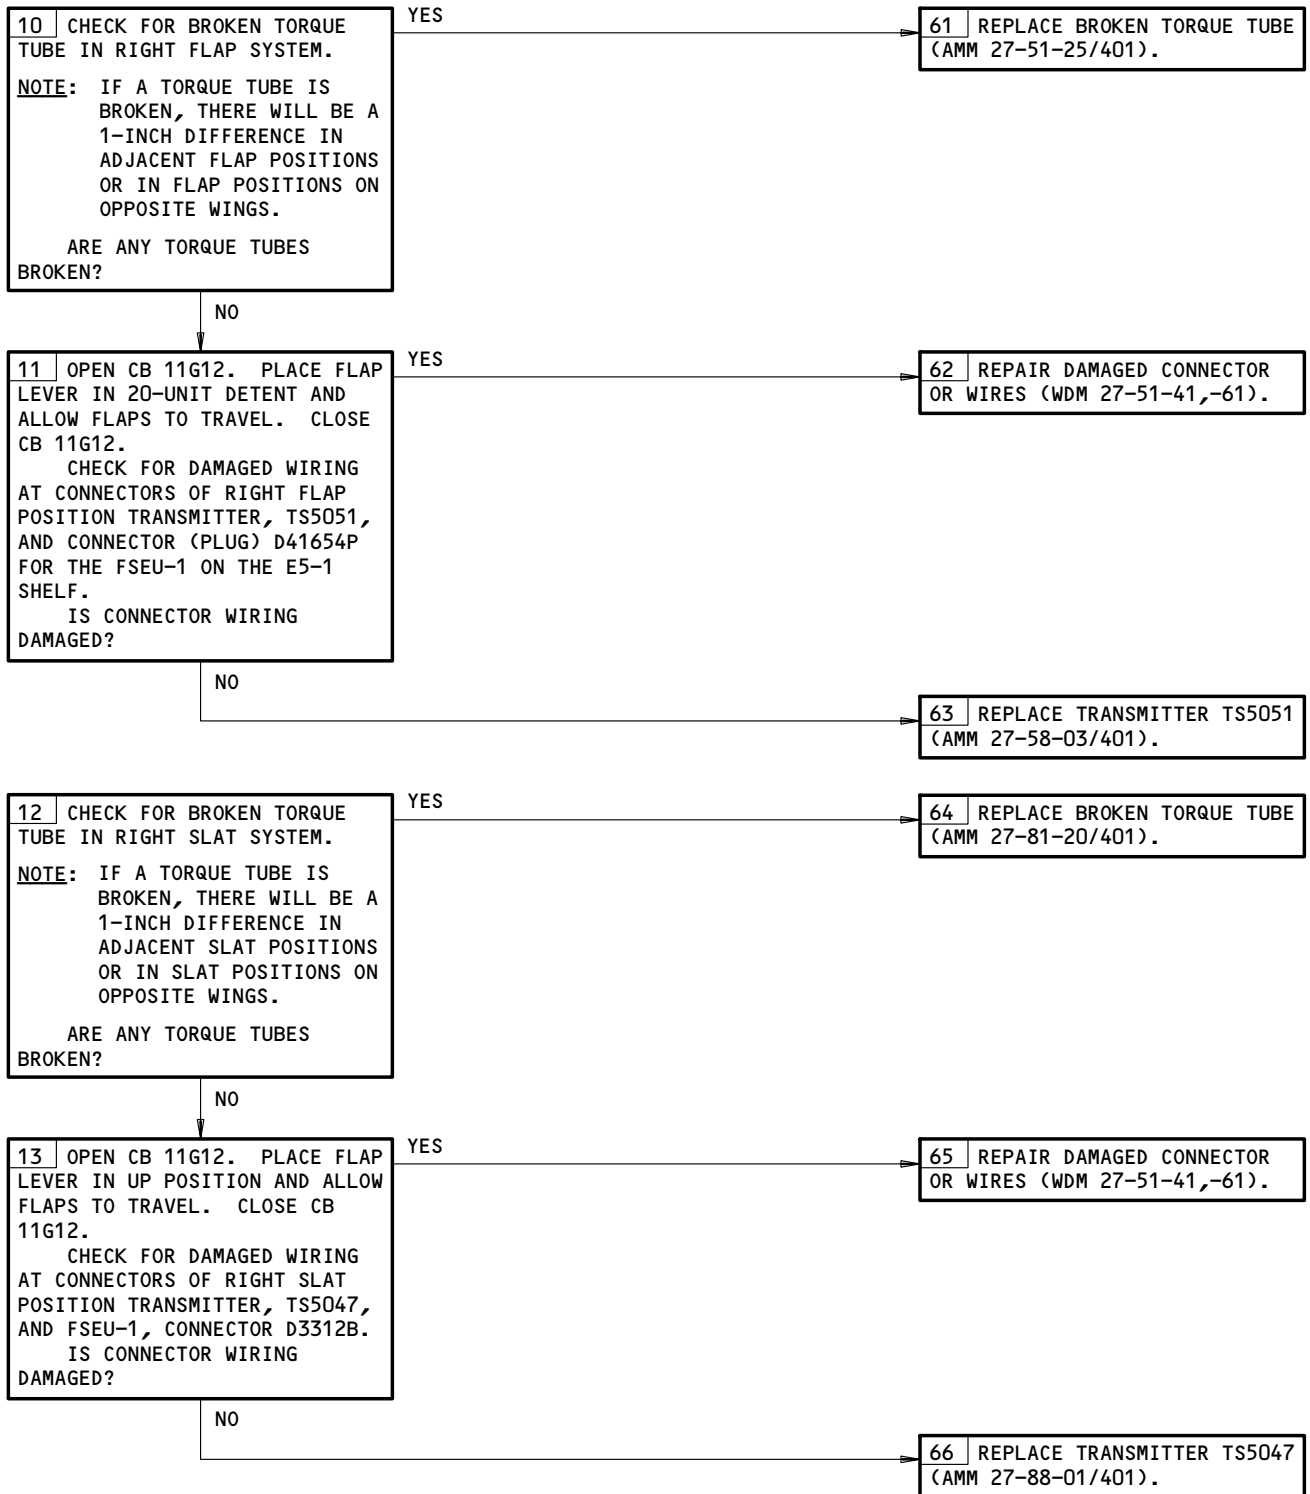 10 CHECK FOR BROKEN TORQUE
TUBE IN RIGHT FLAP SYSTEM.
NOTE: IF A TORQUE TUBE IS
BROKEN, THERE WILL BE A
1-INCH DIFFERENCE IN
ADJACENT FLAP POSITIONS
OR IN FLAP POSITIONS ON
OPPOSITE WINGS.
ARE ANY TORQUE TUBES
BROKEN?
YES
61 REPLACE BROKEN TORQUE TUBE
(AMM 27-51-25/401).
NO
11 OPEN CB 11G12. PLACE FLAP
LEVER IN 20-UNIT DETENT AND
ALLOW FLAPS TO TRAVEL. CLOSE
CB 11G12.
CHECK FOR DAMAGED WIRING
AT CONNECTORS OF RIGHT FLAP
POSITION TRANSMITTER, TS5051,
AND CONNECTOR (PLUG) D41654P
FOR THE FSEU-1 ON THE E5-1
SHELF.
IS CONNECTOR WIRING
DAMAGED?
YES
62 REPAIR DAMAGED CONNECTOR
OR WIRES (WDM 27-51-41,-61).
NO
63 REPLACE TRANSMITTER TS5051
(AMM 27-58-03/401).
12 CHECK FOR BROKEN TORQUE
TUBE IN RIGHT SLAT SYSTEM.
NOTE: IF A TORQUE TUBE IS
BROKEN, THERE WILL BE A
1-INCH DIFFERENCE IN
ADJACENT SLAT POSITIONS
OR IN SLAT POSITIONS ON
OPPOSITE WINGS.
ARE ANY TORQUE TUBES
BROKEN?
YES
64 REPLACE BROKEN TORQUE TUBE
(AMM 27-81-20/401).
NO
13 OPEN CB 11G12. PLACE FLAP
LEVER IN UP POSITION AND ALLOW
FLAPS TO TRAVEL. CLOSE CB
11G12.
CHECK FOR DAMAGED WIRING
AT CONNECTORS OF RIGHT SLAT
POSITION TRANSMITTER, TS5047,
AND FSEU-1, CONNECTOR D3312B.
IS CONNECTOR WIRING
DAMAGED?
YES
65 REPAIR DAMAGED CONNECTOR
OR WIRES (WDM 27-51-41,-61).
NO
66 REPLACE TRANSMITTER TS5047
(AMM 27-88-01/401).